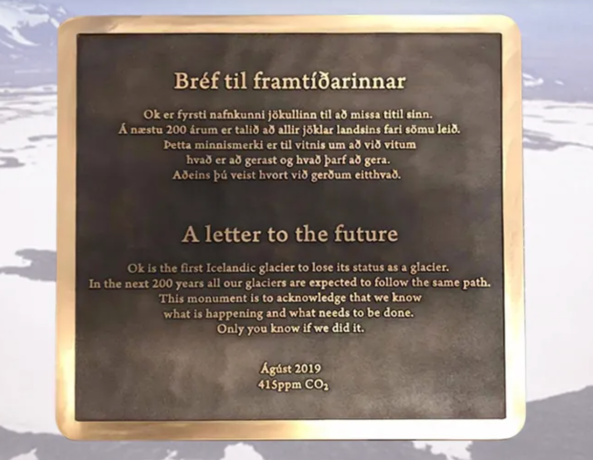 Bréf til framtíðarinnar
Ok er fyrsti nafnkunni jökullinn til að missa titil sinn.
Á næstu 200 árum er talið að allir jöklar landsins fari sömu leið.
Þetta minnismerki er til vitnis um að við vitum
hvað er að gerast og hvað þarf að gera.
Aðeins þú veist hvort við gerðum eitthvað.
A letter to the future
Ok is the first Icelandic glacier to lose its status as a glacier.
In the next 200 years all our glaciers are expected to follow the same path.
This monument is to acknowledge that we know
what is happening and what needs to be done.
Only you know if we did it.
Ágúst 2019
415ppm CO₂